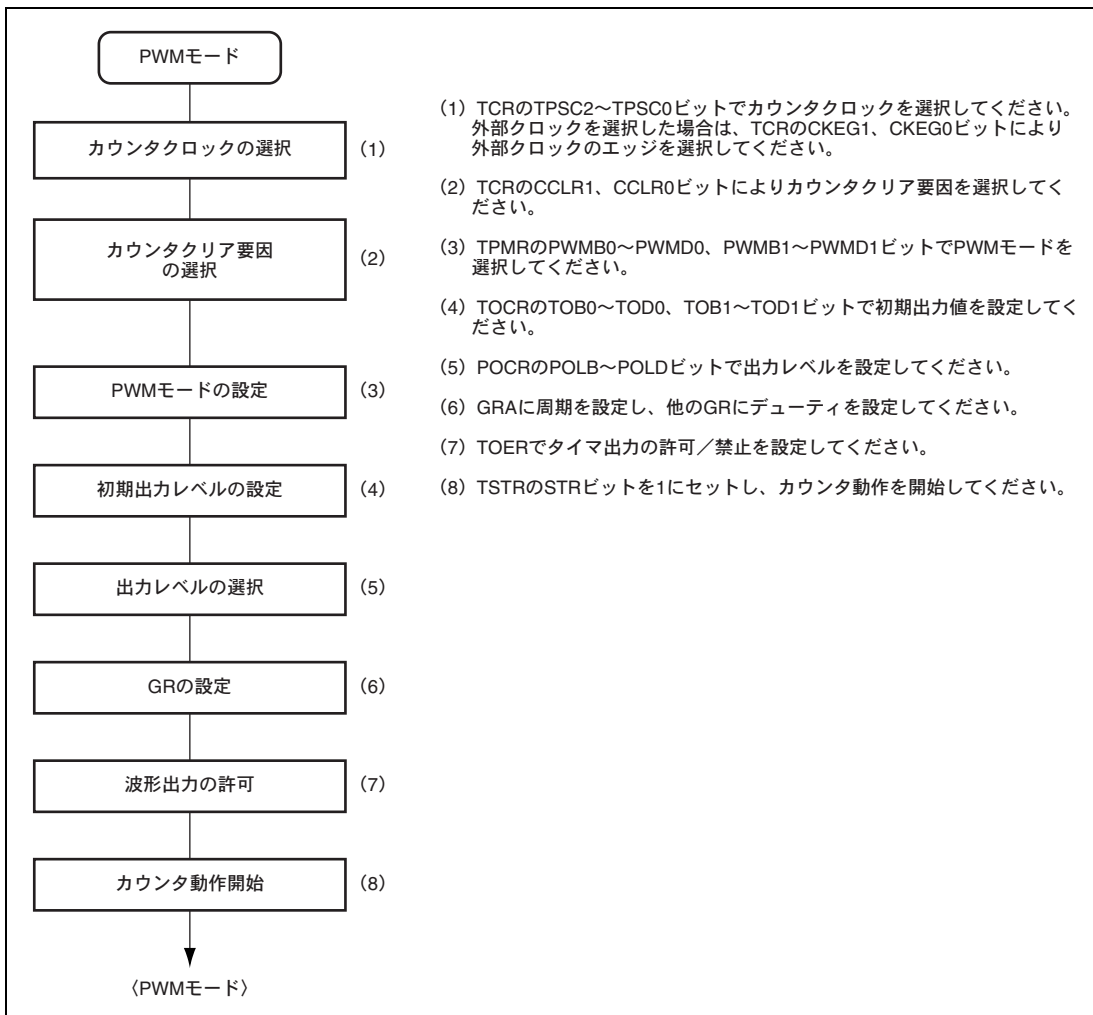 PWMモード
カウンタクロックの選択 (1)
カウンタクリア要因
の選択
(2)
PWMモードの設定 (3)
初期出力レベルの設定 (4)
出力レベルの選択 (5)
GRの設定 (6)
波形出力の許可 (7)
カウンタ動作開始 (8)
〈PWMモード〉
(1) TCRのTPSC2～TPSC0ビットでカウンタクロックを選択してください。
外部クロックを選択した場合は、TCRのCKEG1、CKEG0ビットにより
外部クロックのエッジを選択してください。
(2) TCRのCCLR1、CCLR0ビットによりカウンタクリア要因を選択してく
ださい。
(3) TPMRのPWMB0～PWMD0、PWMB1～PWMD1ビットでPWMモードを
選択してください。
(4) TOCRのTOB0～TOD0、TOB1～TOD1ビットで初期出力値を設定してく
ださい。
(5) POCRのPOLB～POLDビットで出力レベルを設定してください。
(6) GRAに周期を設定し、他のGRにデューティを設定してください。
(7) TOERでタイマ出力の許可／禁止を設定してください。
(8) TSTRのSTRビットを1にセットし、カウンタ動作を開始してください。